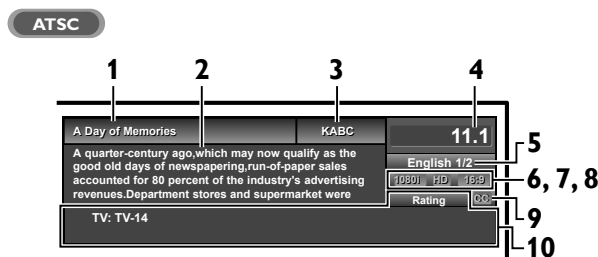 ATSC
1 2 3 4
A Day of Memories KABC 11.1
A quarter-century ago,which may now qualify as the
good old days of newspapering,run-of-paper sales
accounted for 80 percent of the industry's advertising
revenues.Department stores and supermarket were
English 1/2 5
1080I HD 16:9 6, 7, 8
Rating CC 9
TV: TV-14
10